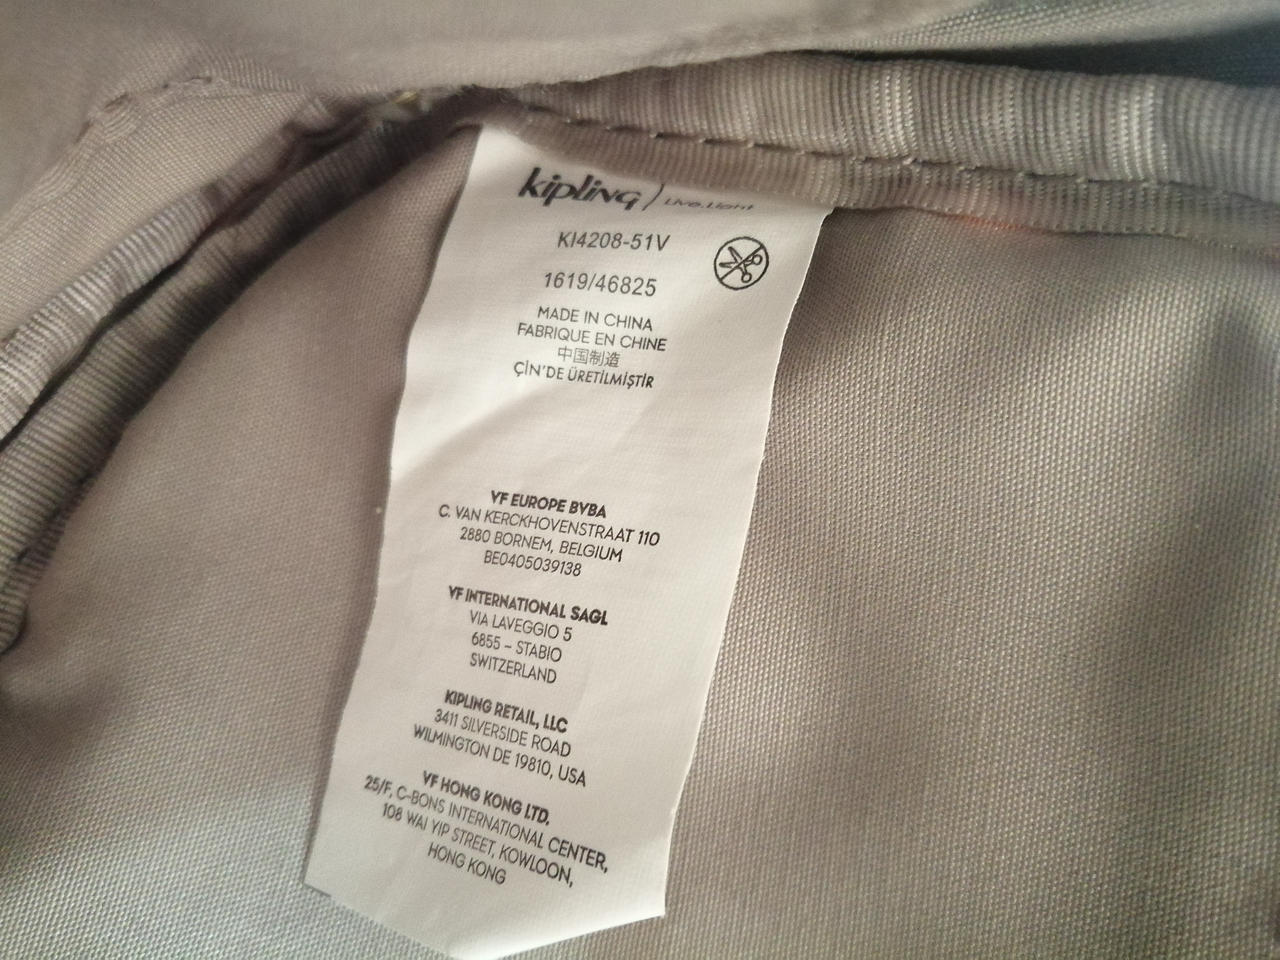 kipling) Live.Light
KI4208-51V
1619/46825
MADE IN CHINA
FABRIQUE EN CHINE
中国制造
ÇİN'DE ÜRETİLMİŞTİR
VF EUROPE BVBA
C. VAN KERCKHOVENSTRAAT 110
2880 BORNEM, BELGIUM
BE0405039138
VF INTERNATIONAL SAGL
VIA LAVEGGIO 5
6855 – STABIO
SWITZERLAND
KIPLING RETAIL, LLC
3411 SILVERSIDE ROAD
WILMINGTON DE 19810, USA
VF HONG KONG LTD.
25/F, C-BONS INTERNATIONAL CENTER,
108 WAI YIP STREET, KOWLOON,
HONG KONG